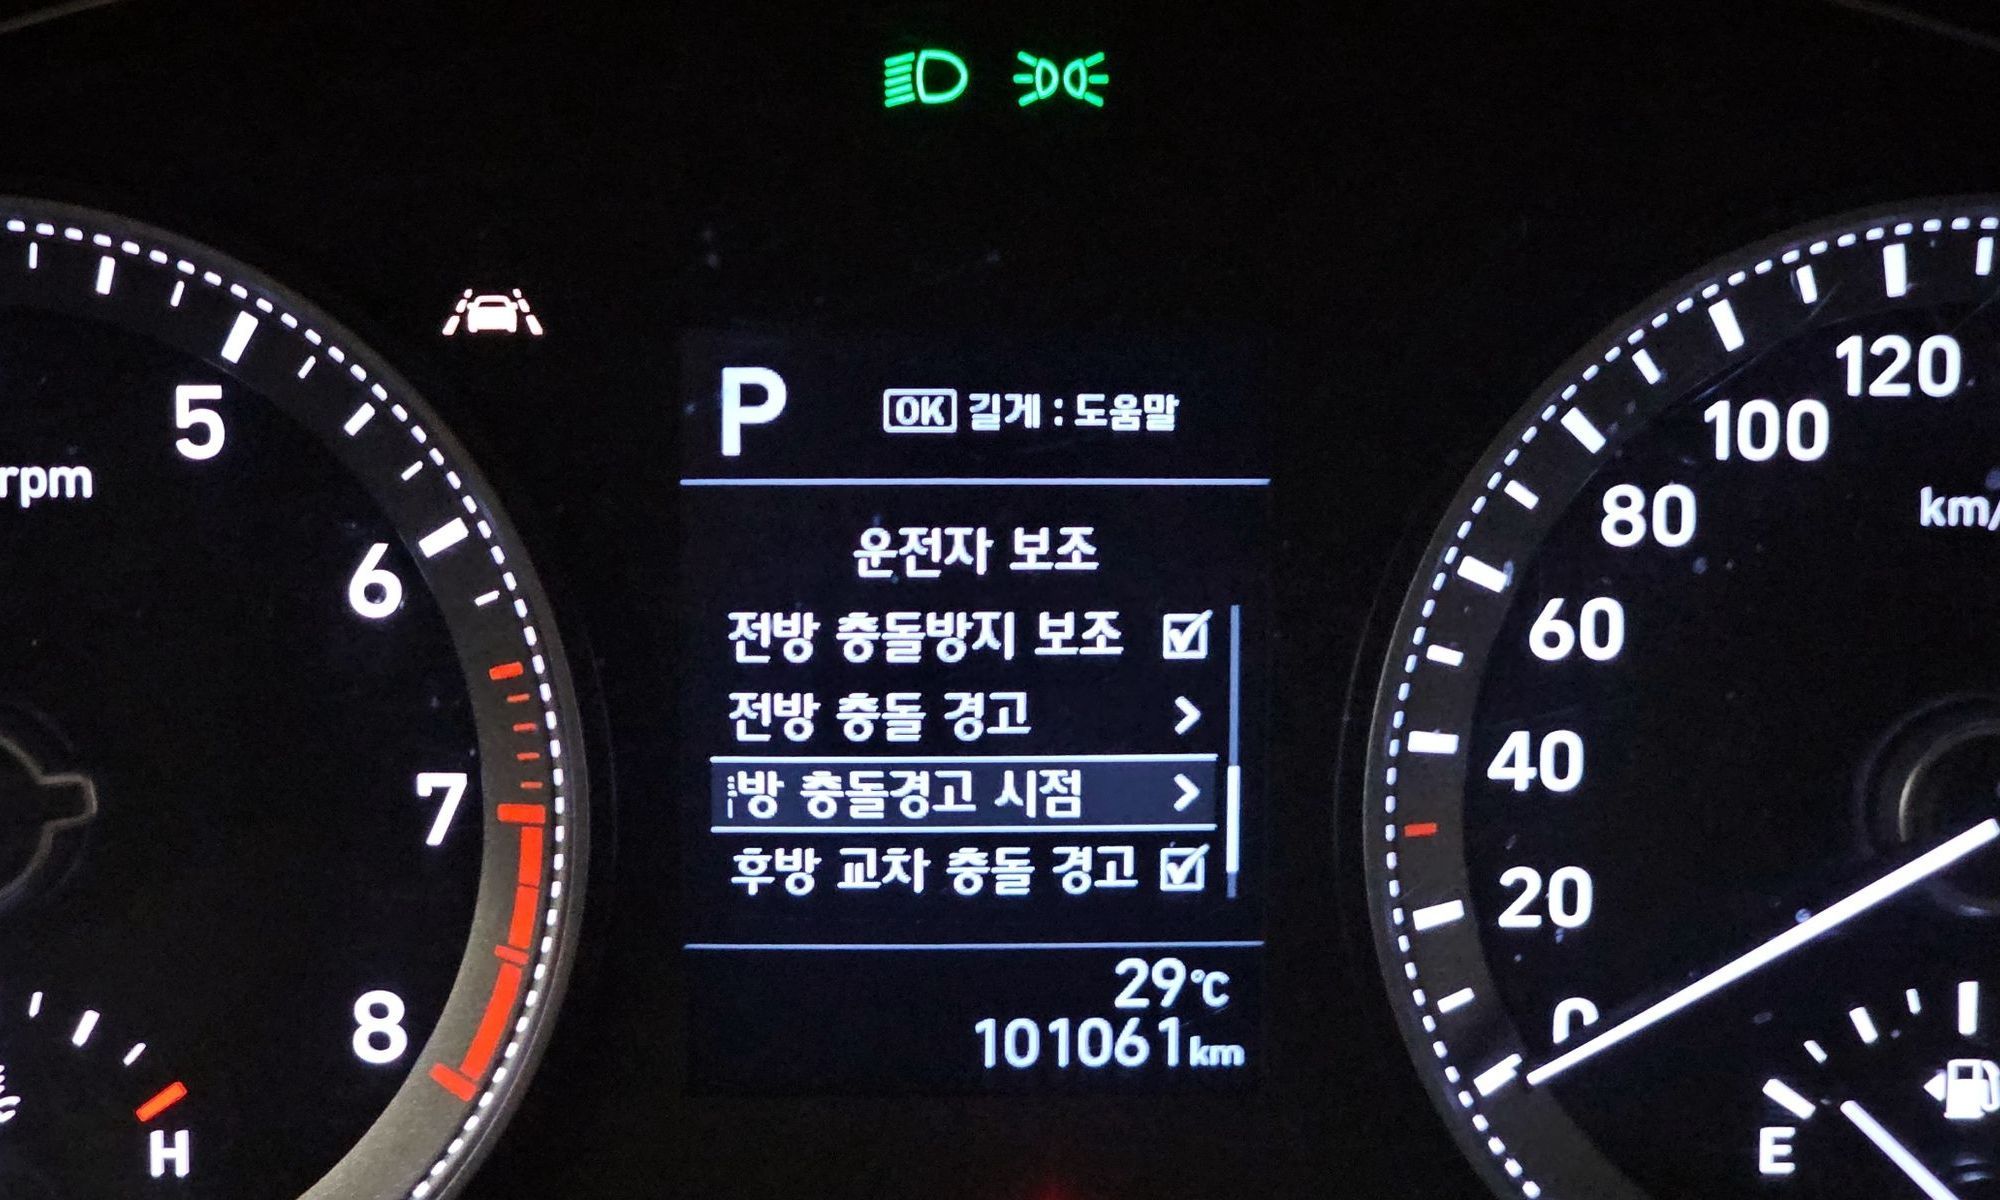 P
OK 길게 : 도움말
운전자 보조
전방 충돌방지 보조
전방 충돌 경고
방 충돌경고 시점
후방 교차 충돌 경고
29°C
101061km
5
rpm
6
7
8
H
120
100
km/
80
60
40
20
0
E